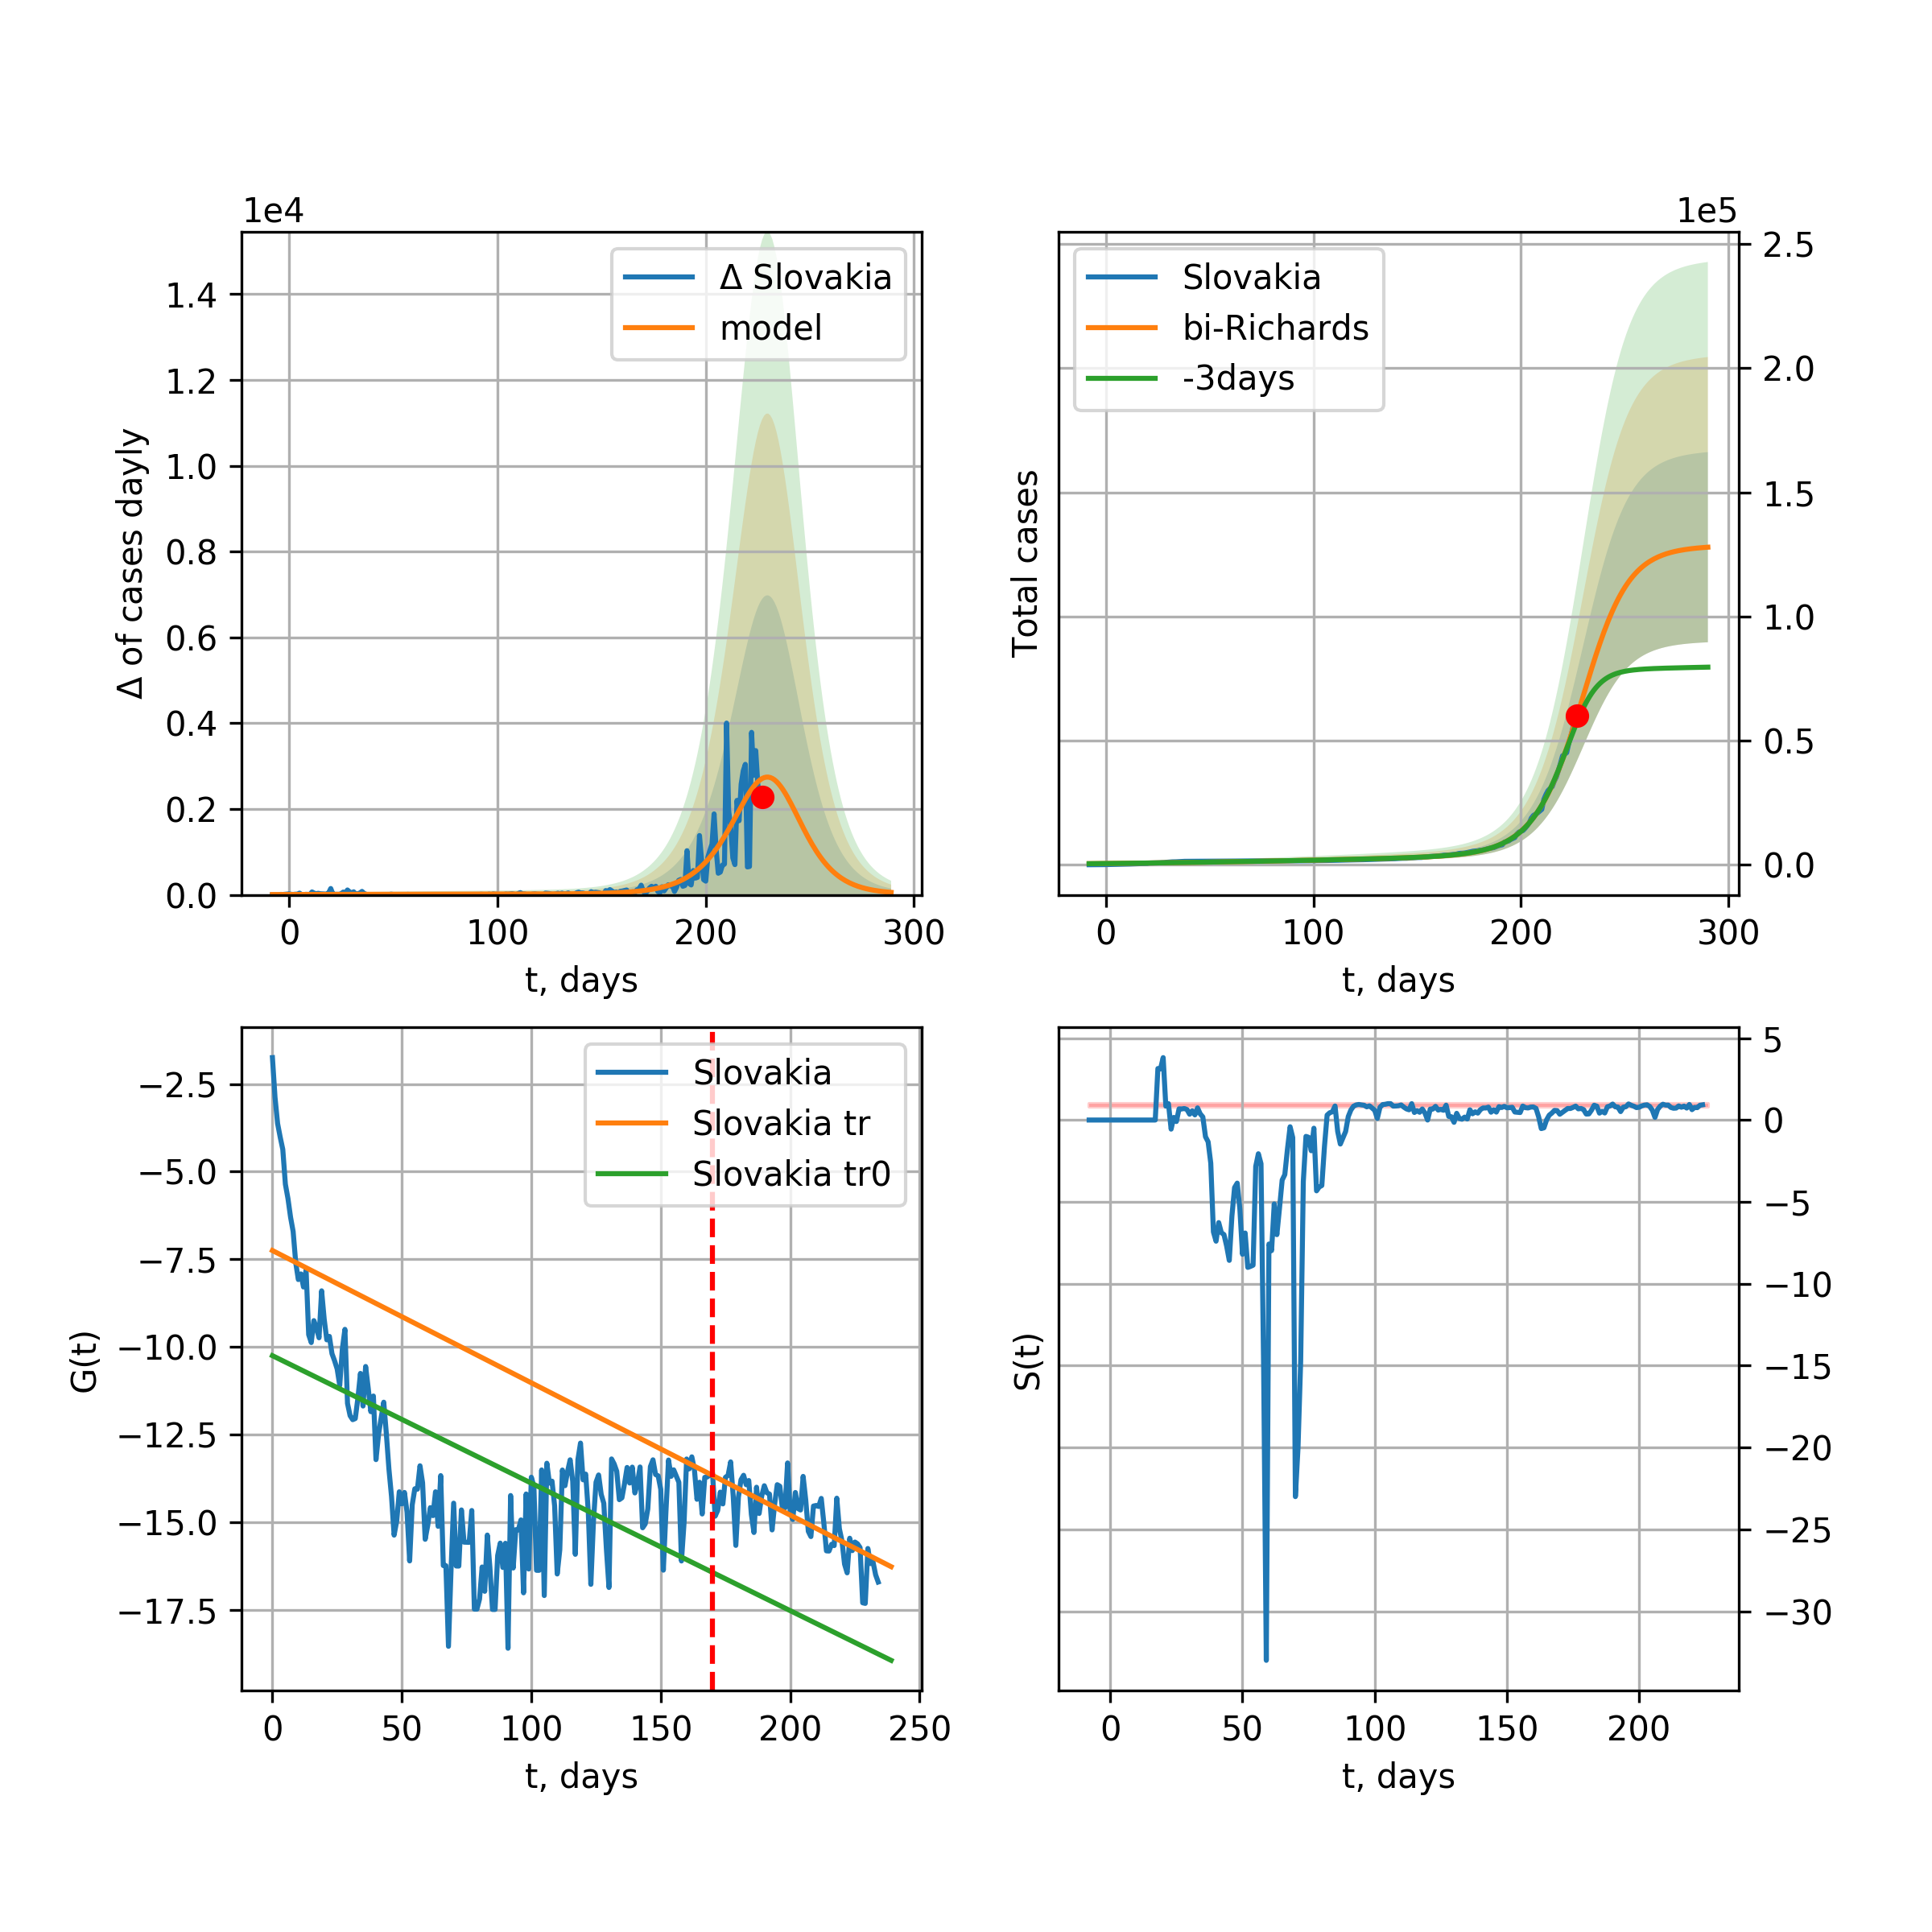 1e4
Δ of cases dayly
1.4
1.2
1.0
0.8
0.6
0.4
0.2
0.0
Δ Slovakia
model
0 100 200 300
t, days
1e5
Total cases
Slovakia
bi-Richards
-3days
2.5
2.0
1.5
1.0
0.5
0.0
0 100 200 300
t, days
G(t)
−2.5
−5.0
−7.5
−10.0
−12.5
−15.0
−17.5
Slovakia
Slovakia tr
Slovakia tr0
0 50 100 150 200 250
t, days
S(t)
5
0
−5
−10
−15
−20
−25
−30
0 50 100 150 200
t, days